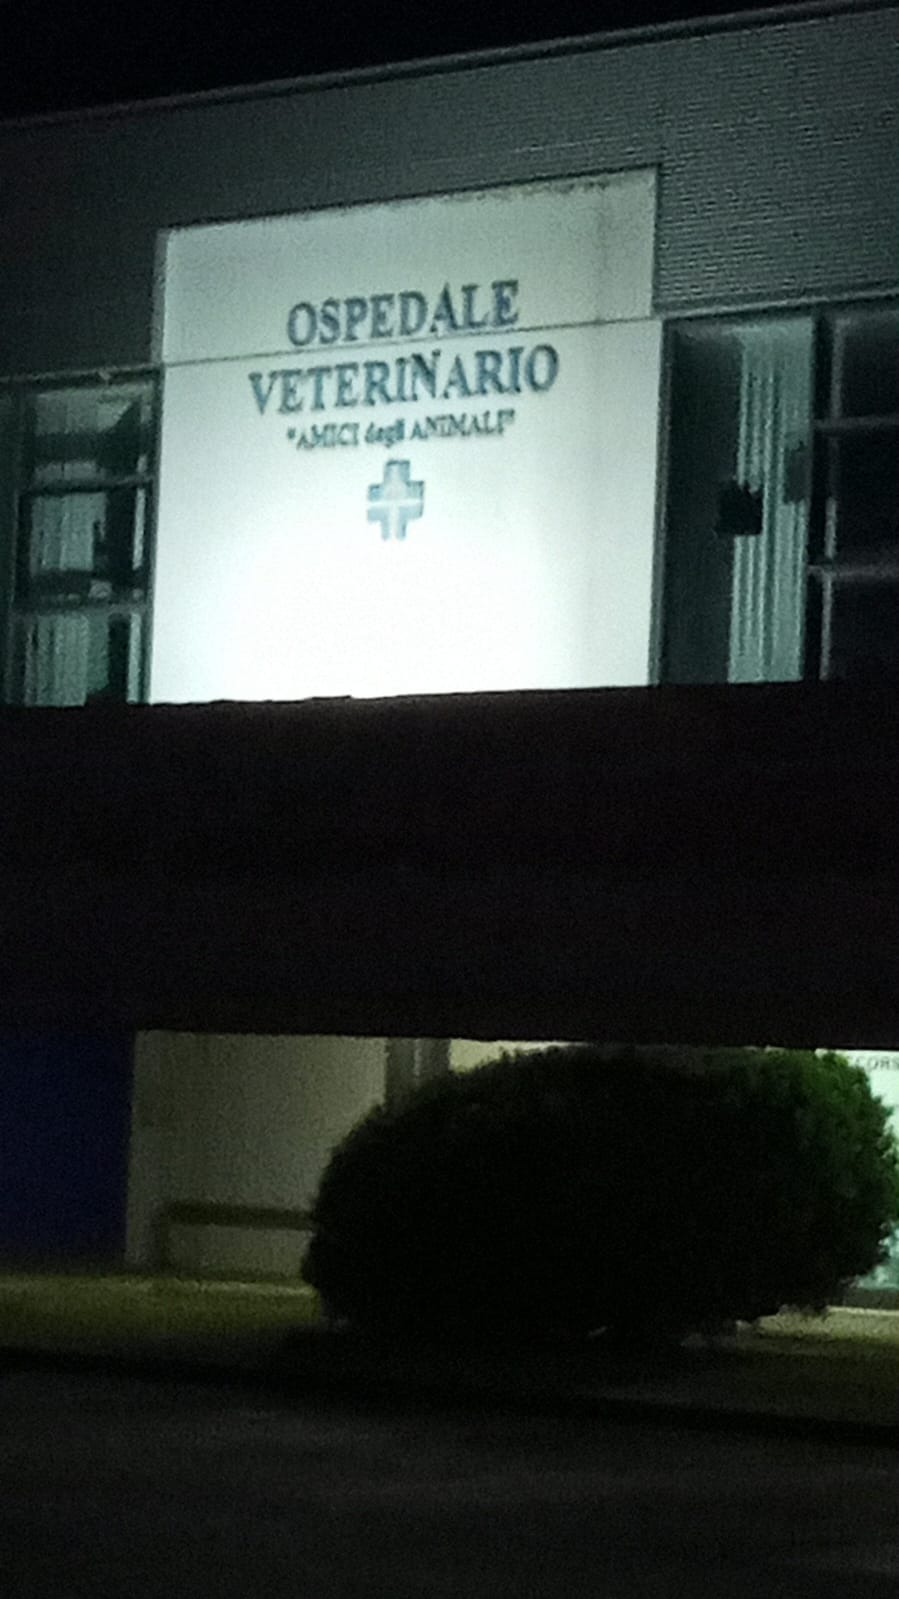 OSPEDALE
VETERINARIO
"AMICI degli ANIMALI"